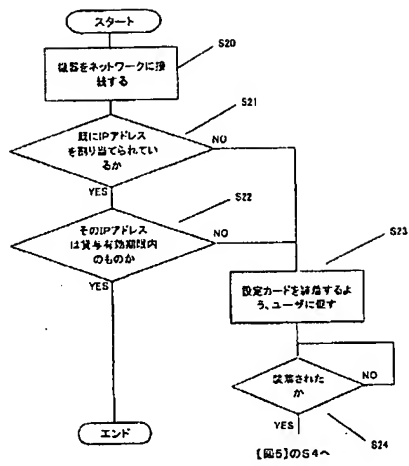 スタート
S20
機器をネットワークに接
続する
S21
既にIPアドレス
を割り当てられてい
るか
NO
YES
S22
そのIPアドレス
は貸与有効期限内
のものか
NO
YES
S23
設定カードを装着するよ
う、ユーザに促す
装着された
か
NO
YES
S24
エンド
[図5]のS4へ